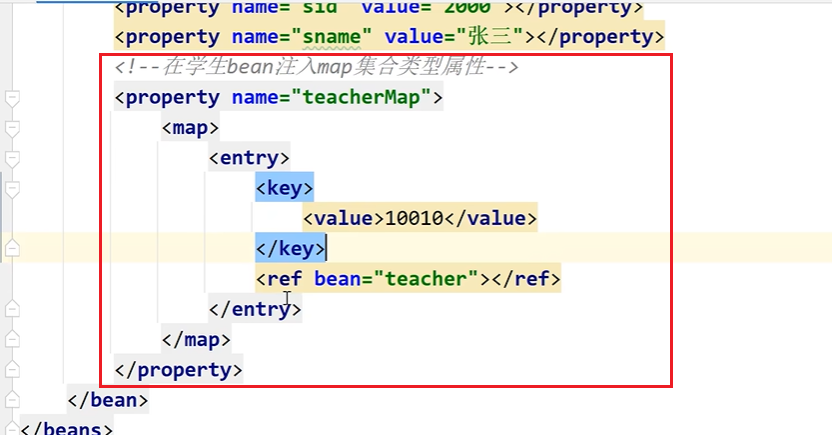 <property name="sid" value="2000"></property>
<property name="sname" value="张三"></property>
<!--在学生bean注入map集合类型属性-->
<property name="teacherMap">
<map>
<entry>
<key>
<value>10010</value>
</key>
<ref bean="teacher"></ref>
</entry>
</map>
</property>
</bean>
</beans>